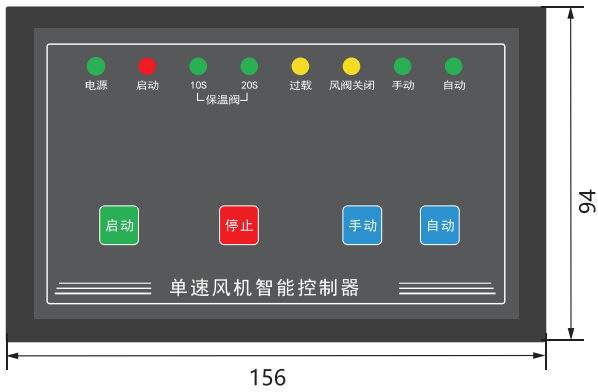 电源 启动 10S 20S 过载 风阀关闭 手动 自动
保温阀
启动 停止 手动 自动
单速风机智能控制器
94
156